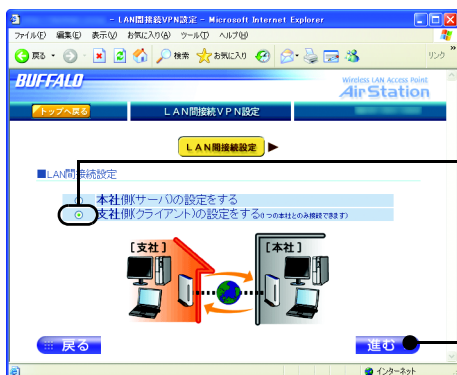 - LAN間接続VPN設定 - Microsoft Internet Explorer
ファイル(F) 編集(E) 表示(V) お気に入り(A) ツール(T) ヘルプ(H)
戻る 検索 お気に入り リンク »
BUFFALO
Wireless LAN Access Point
AirStation
トップへ戻る LAN間接続VPN設定
LAN間接続設定
■LAN間接続設定
本社側(サーバ)の設定をする
支社側(クライアント)の設定をする(1つの本社とのみ接続できます)
[支社] [本社]
戻る 進む
インターネット